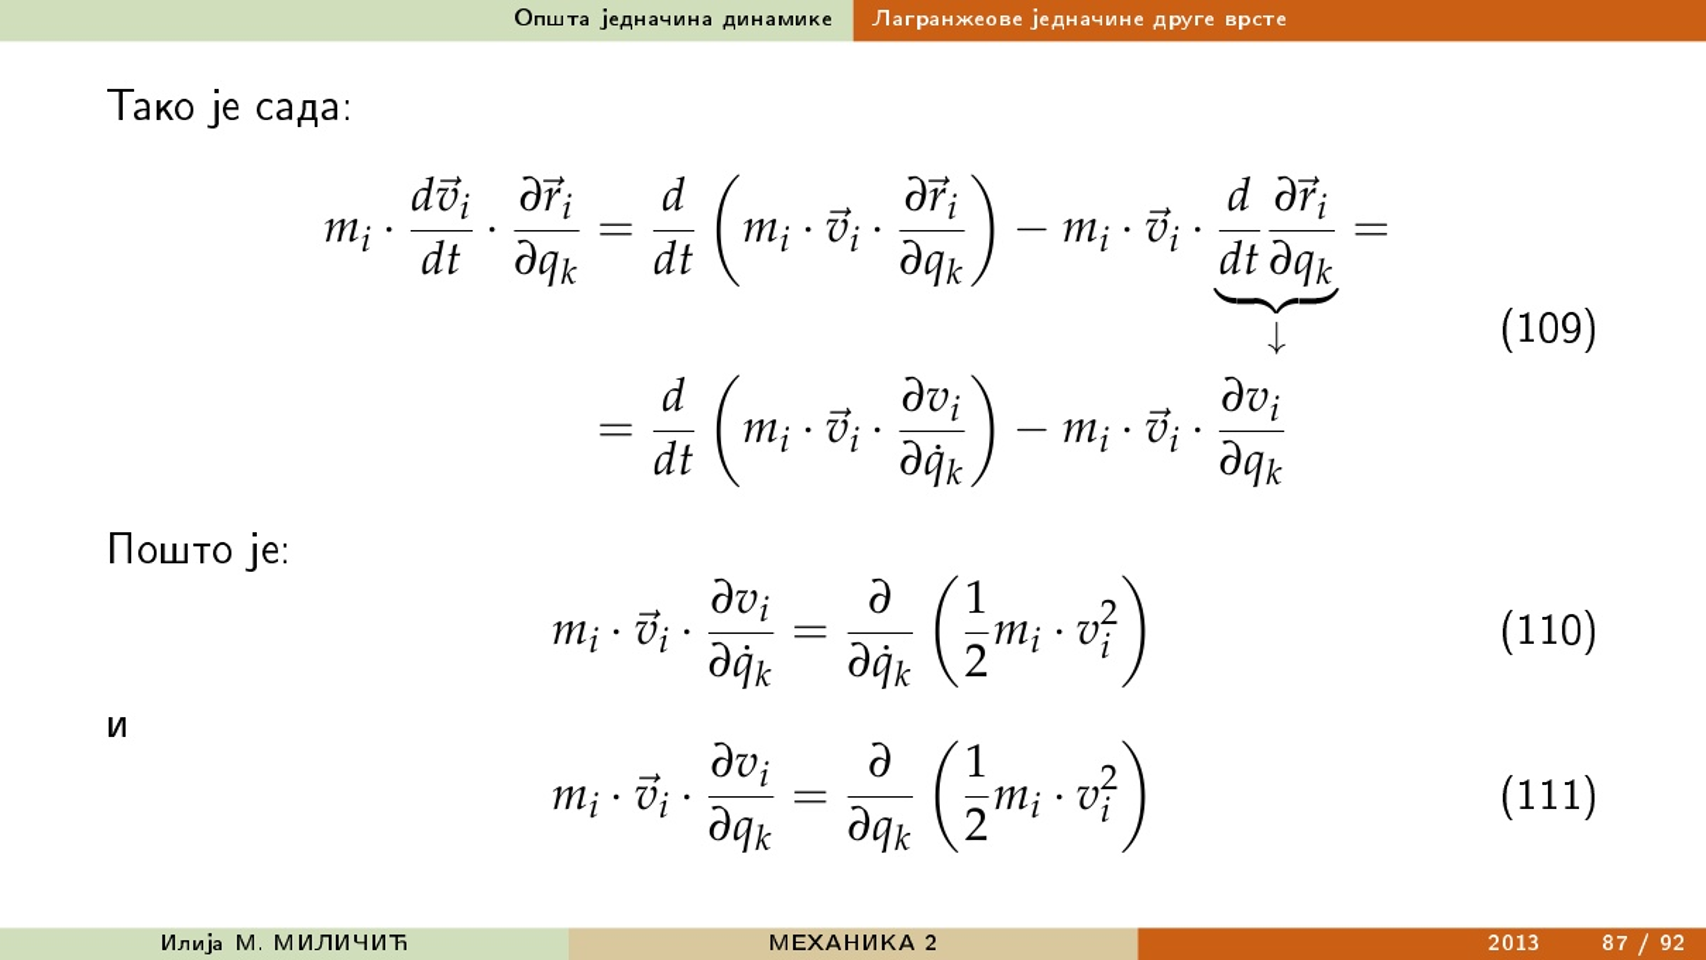 Општа једначина динамике Лагранжеове једначине друге врсте
Тако је сада:
$m_i \cdot \frac{d\vec{v}_i}{dt} \cdot \frac{\partial \vec{r}_i}{\partial q_k} = \frac{d}{dt} \left( m_i \cdot \vec{v}_i \cdot \frac{\partial \vec{r}_i}{\partial q_k} \right) - m_i \cdot \vec{v}_i \cdot \underbrace{\frac{d}{dt} \frac{\partial \vec{r}_i}{\partial q_k}}_{\downarrow} =$
(109)
$= \frac{d}{dt} \left( m_i \cdot \vec{v}_i \cdot \frac{\partial v_i}{\partial \dot{q}_k} \right) - m_i \cdot \vec{v}_i \cdot \frac{\partial v_i}{\partial q_k}$
Пошто је:
$m_i \cdot \vec{v}_i \cdot \frac{\partial v_i}{\partial \dot{q}_k} = \frac{\partial}{\partial \dot{q}_k} \left( \frac{1}{2} m_i \cdot v_i^2 \right)$ (110)
и
$m_i \cdot \vec{v}_i \cdot \frac{\partial v_i}{\partial q_k} = \frac{\partial}{\partial q_k} \left( \frac{1}{2} m_i \cdot v_i^2 \right)$ (111)
Илија М. МИЛИЧИЋ МЕХАНИКА 2 2013 87 / 92